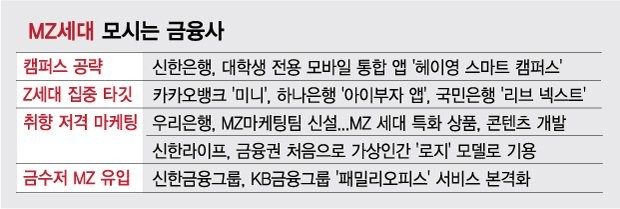 MZ세대 모시는 금융사
캠퍼스 공략 신한은행, 대학생 전용 모바일 통합 앱 '헤이영 스마트 캠퍼스'
Z세대 집중 타깃 카카오뱅크 '미니', 하나은행 '아이부자 앱', 국민은행 '리브 넥스트'
취향 저격 마케팅 우리은행, MZ마케팅팀 신설...MZ 세대 특화 상품, 콘텐츠 개발
신한라이프, 금융권 처음으로 가상인간 '로지' 모델로 기용
금수저 MZ 유입 신한금융그룹, KB금융그룹 '패밀리오피스' 서비스 본격화